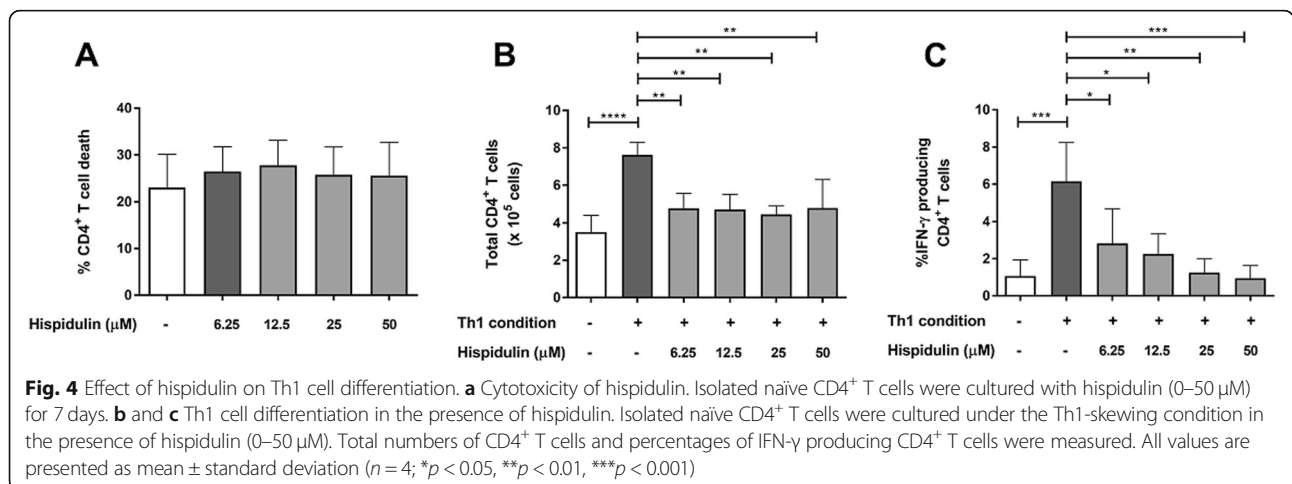 A
B
C
40
30
20
10
0
% CD4⁺ T cell death
Hispidulin (μM) - 6.25 12.5 25 50
**
**
**
**
****
10
8
6
4
2
0
Total CD4⁺ T cells
(x 10⁵ cells)
Th1 condition - + + + + +
Hispidulin (μM) - - 6.25 12.5 25 50
***
**
*
*
***
10
8
6
4
2
0
%IFN-γ producing
CD4⁺ T cells
Th1 condition - + + + + +
Hispidulin (μM) - - 6.25 12.5 25 50
Fig. 4 Effect of hispidulin on Th1 cell differentiation. a Cytotoxicity of hispidulin. Isolated naïve CD4⁺ T cells were cultured with hispidulin (0–50 μM)
for 7 days. b and c Th1 cell differentiation in the presence of hispidulin. Isolated naïve CD4⁺ T cells were cultured under the Th1-skewing condition in
the presence of hispidulin (0–50 μM). Total numbers of CD4⁺ T cells and percentages of IFN-γ producing CD4⁺ T cells were measured. All values are
presented as mean ± standard deviation (n = 4; *p < 0.05, **p < 0.01, ***p < 0.001)